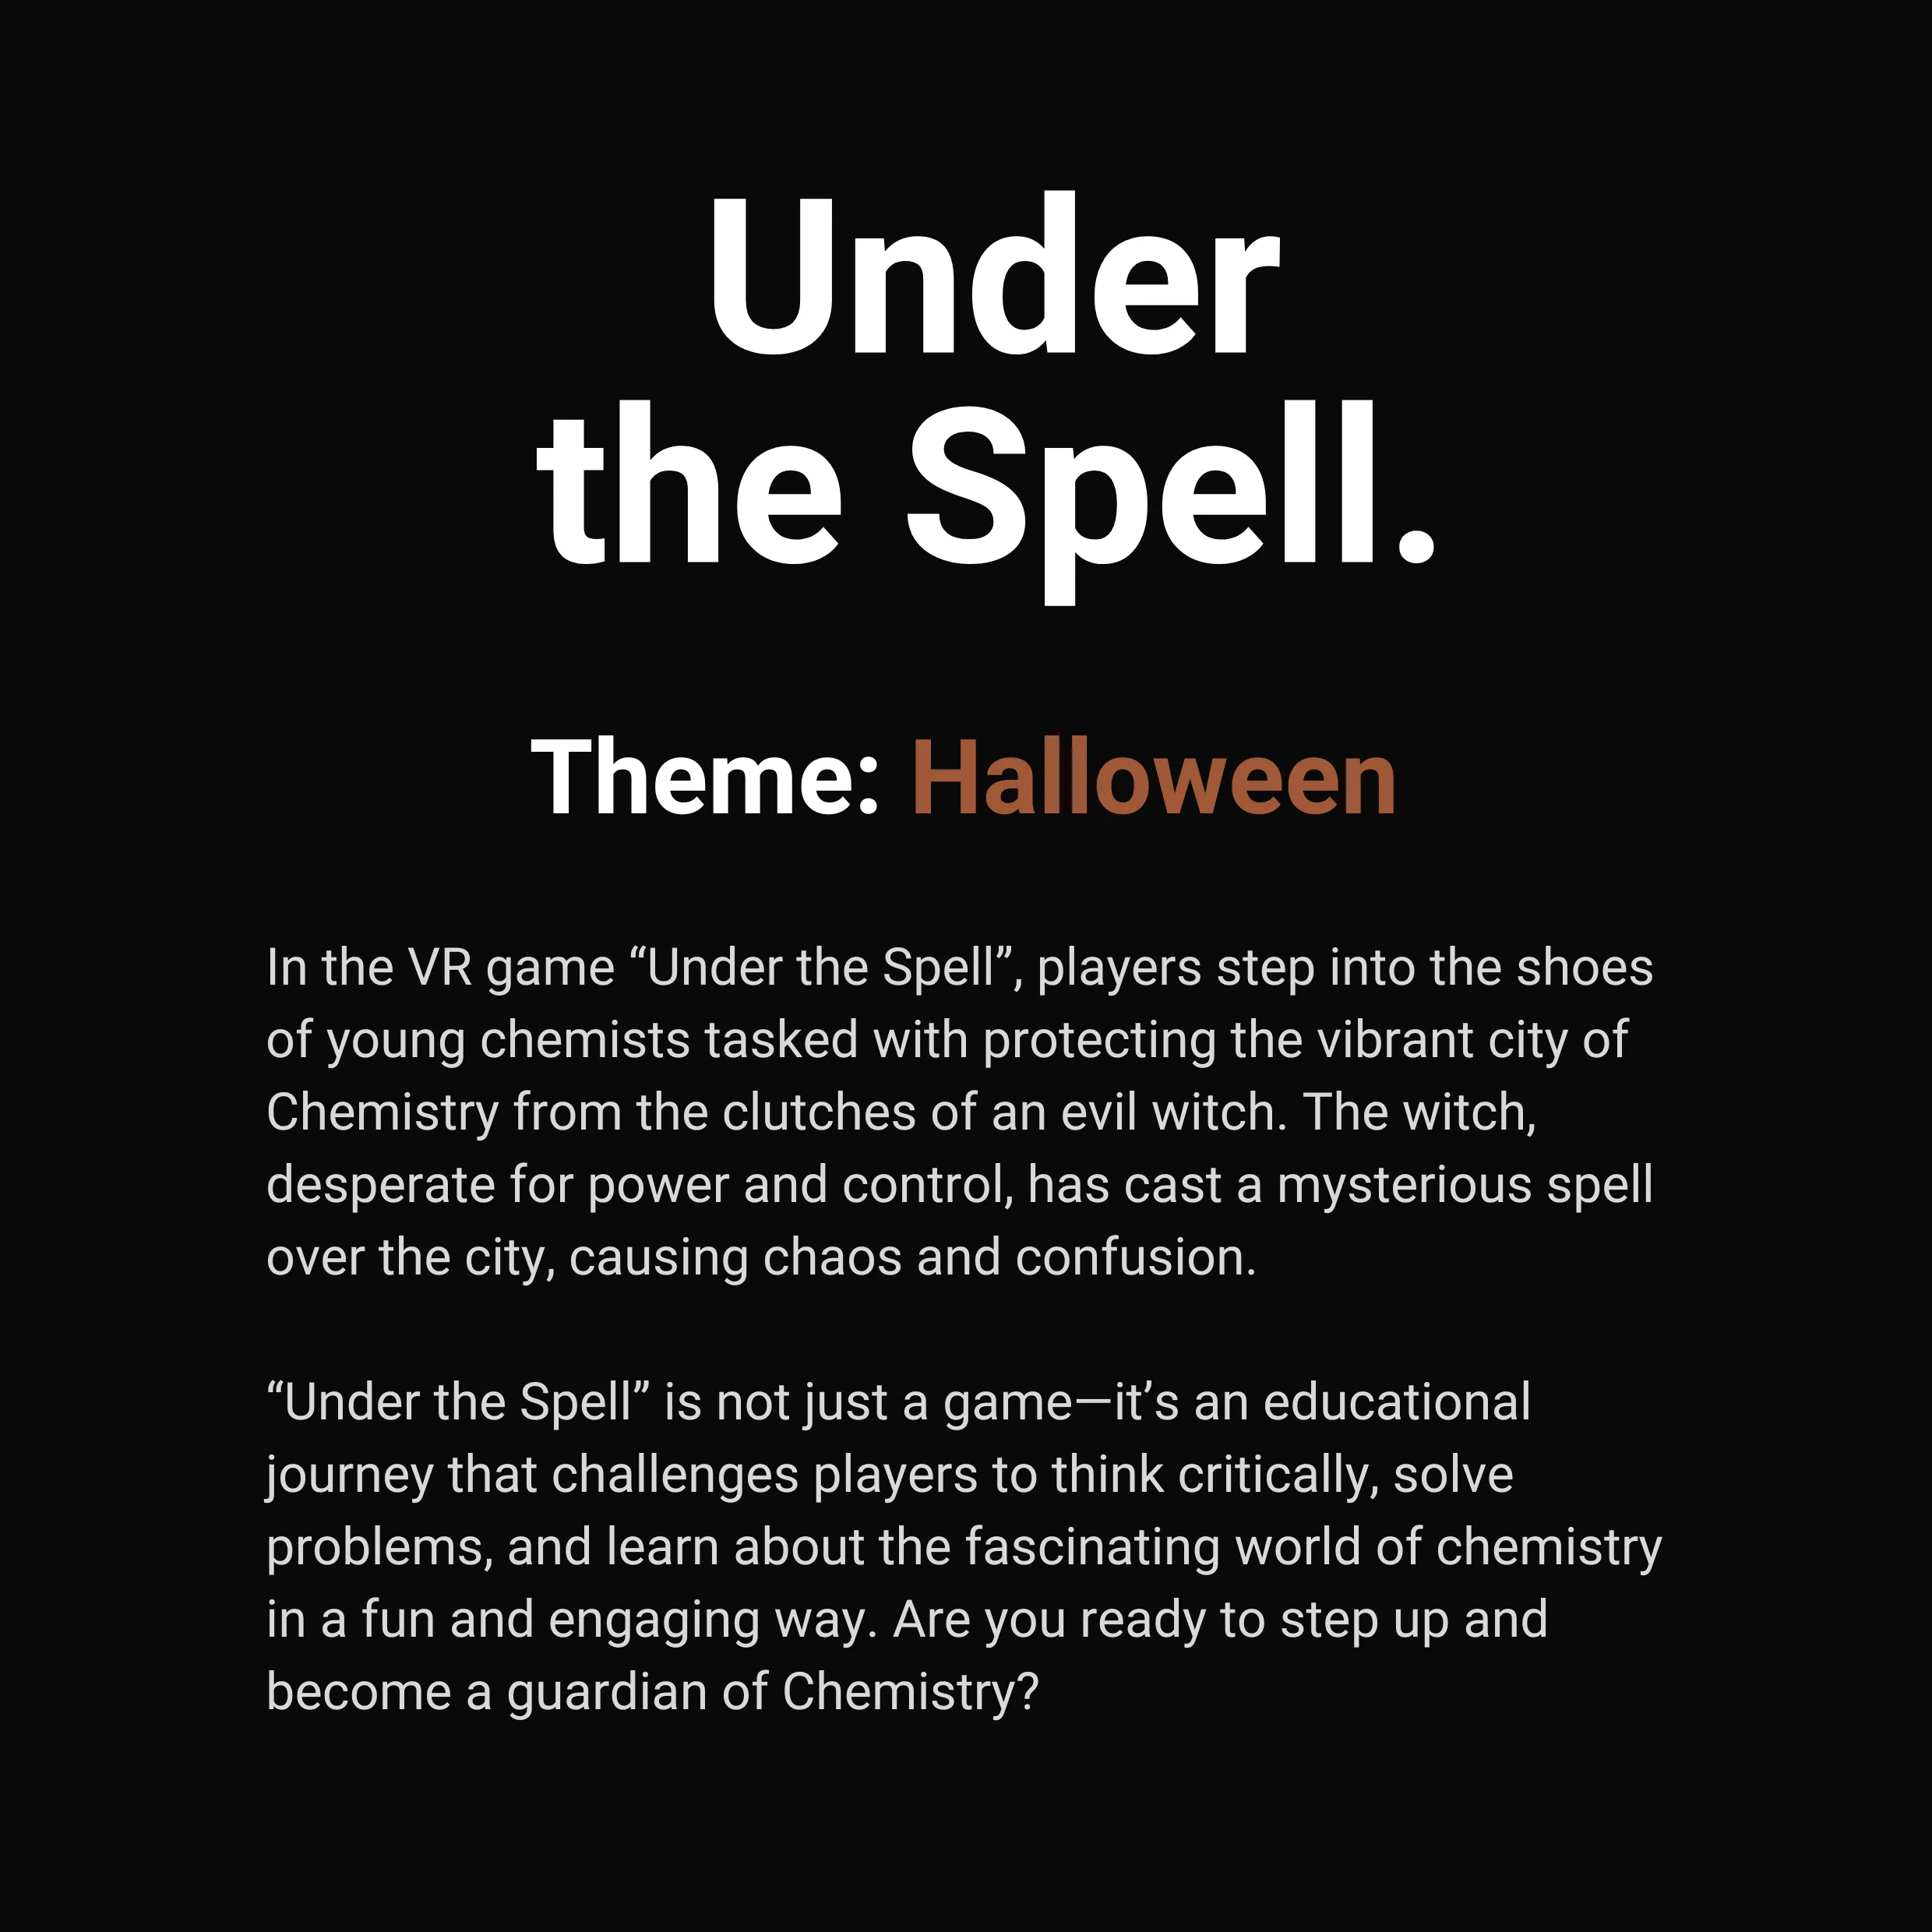 Under
the Spell.
Theme: Halloween
In the VR game “Under the Spell”, players step into the shoes
of young chemists tasked with protecting the vibrant city of
Chemistry from the clutches of an evil witch. The witch,
desperate for power and control, has cast a mysterious spell
over the city, causing chaos and confusion.
“Under the Spell” is not just a game—it’s an educational
journey that challenges players to think critically, solve
problems, and learn about the fascinating world of chemistry
in a fun and engaging way. Are you ready to step up and
become a guardian of Chemistry?